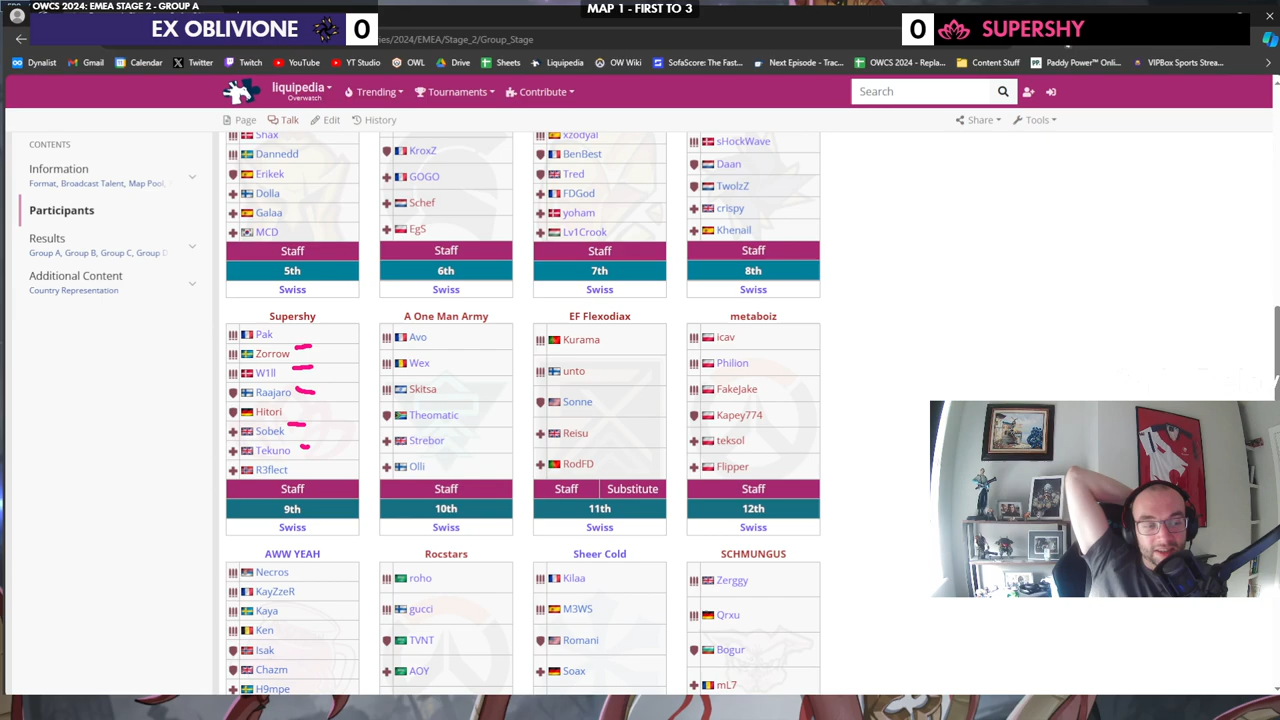 OWCS 2024: EMEA STAGE 2 - GROUP A
MAP 1 - FIRST TO 3
EX OBLIVIONE 0
0 SUPERSHY
ies/2024/EMEA/Stage_2/Group_Stage
Dynalist Gmail Calendar Twitter Twitch YouTube YT Studio OWL Drive Sheets Liquipedia OW Wiki SofaScore: The Fast... Next Episode - Trac... OWCS 2024 - Repla... Content Stuff Paddy Power™ Onli... VIPBox Sports Strea...
liquipedia Overwatch Trending Tournaments Contribute Search
Page Talk Edit History Share Tools
CONTENTS
Information
Format, Broadcast Talent, Map Pool,
Participants
Results
Group A, Group B, Group C, Group D
Additional Content
Country Representation
Shax
Dannedd
Erikek
Dolla
Galaa
MCD
Staff
5th
Swiss
KroxZ
GOGO
Schef
EgS
Staff
6th
Swiss
xzodyal
BenBest
Tred
FDGod
yoham
Lv1Crook
Staff
7th
Swiss
sHockWave
Daan
TwolzZ
crispy
Khenail
Staff
8th
Swiss
Supershy
Pak
Zorrow
W1ll
Raajaro
Hitori
Sobek
Tekuno
R3flect
Staff
9th
Swiss
A One Man Army
Avo
Wex
Skitsa
Theomatic
Strebor
Olli
Staff
10th
Swiss
EF Flexodiax
Kurama
unto
Sonne
Reisu
RodFD
Staff Substitute
11th
Swiss
metaboiz
icav
Philion
FakeJake
Kapey774
teksol
Flipper
Staff
12th
Swiss
AWW YEAH
Necros
KayZzeR
Kaya
Ken
Isak
Chazm
H9mpe
Rocstars
roho
gucci
TVNT
AOY
Sheer Cold
Kilaa
M3WS
Romani
Soax
SCHMUNGUS
Zerggy
Qrxu
Bogur
mL7